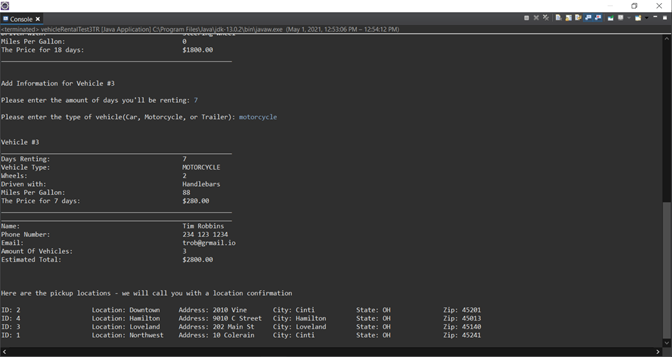 Console
<terminated> vehicleRentalTest3TR [Java Application] C:\Program Files\Java\jdk-13.0.2\bin\javaw.exe (May 1, 2021, 12:53:06 PM – 12:54:12 PM)
Miles Per Gallon: 0
The Price for 18 days: $1800.00
Add Information for Vehicle #3
Please enter the amount of days you'll be renting: 7
Please enter the type of vehicle(Car, Motorcycle, or Trailer): motorcycle
Vehicle #3
Days Renting: 7
Vehicle Type: MOTORCYCLE
Wheels: 2
Driven with: Handlebars
Miles Per Gallon: 88
The Price for 7 days: $280.00
Name: Tim Robbins
Phone Number: 234 123 1234
Email: trob@grmail.io
Amount Of Vehicles: 3
Estimated Total: $2800.00
Here are the pickup locations - we will call you with a location confirmation
ID: 2 Location: Downtown Address: 2010 Vine City: Cinti State: OH Zip: 45201
ID: 4 Location: Hamilton Address: 9010 C Street City: Hamilton State: OH Zip: 45013
ID: 3 Location: Loveland Address: 202 Main St City: Loveland State: OH Zip: 45140
ID: 1 Location: Northwest Address: 10 Colerain City: Cinti State: OH Zip: 45241